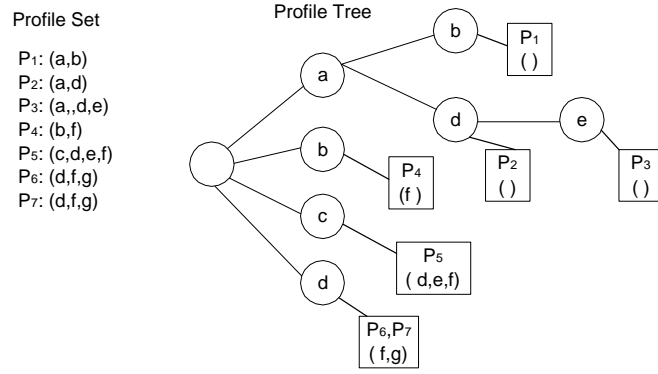 Profile Set
P1: (a,b)
P2: (a,d)
P3: (a,,d,e)
P4: (b,f)
P5: (c,d,e,f)
P6: (d,f,g)
P7: (d,f,g)
Profile Tree
a
b
P1
( )
d
e
P2
( )
P3
( )
b
P4
(f )
c
P5
( d,e,f)
d
P6,P7
( f,g)